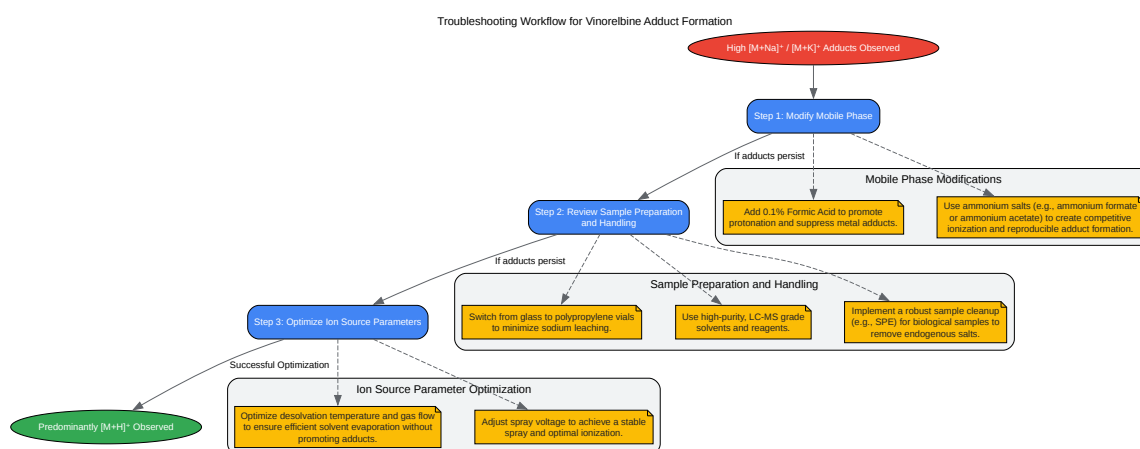 Troubleshooting Workflow for Vinorelbine Adduct Formation
High [M+Na]⁺ / [M+K]⁺ Adducts Observed
Step 1: Modify Mobile Phase
If adducts persist
Mobile Phase Modifications
Add 0.1% Formic Acid to promote
protonation and suppress metal adducts.
Use ammonium salts (e.g., ammonium formate
or ammonium acetate) to create competitive
ionization and reproducible adduct formation.
Step 2: Review Sample Preparation
and Handling
If adducts persist
Sample Preparation and Handling
Switch from glass to polypropylene vials
to minimize sodium leaching.
Use high-purity, LC-MS grade
solvents and reagents.
Implement a robust sample cleanup
(e.g., SPE) for biological samples to
remove endogenous salts.
Step 3: Optimize Ion Source Parameters
Successful Optimization
Ion Source Parameter Optimization
Optimize desolvation temperature and gas flow
to ensure efficient solvent evaporation without
promoting adducts.
Adjust spray voltage to achieve a stable
spray and optimal ionization.
Predominantly [M+H]⁺ Observed